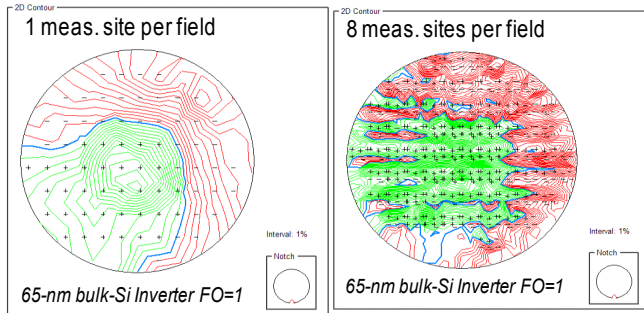 2D Contour
1 meas. site per field
Interval: 1%
Notch
65-nm bulk-Si Inverter FO=1
2D Contour
8 meas. sites per field
Interval: 1%
Notch
65-nm bulk-Si Inverter FO=1